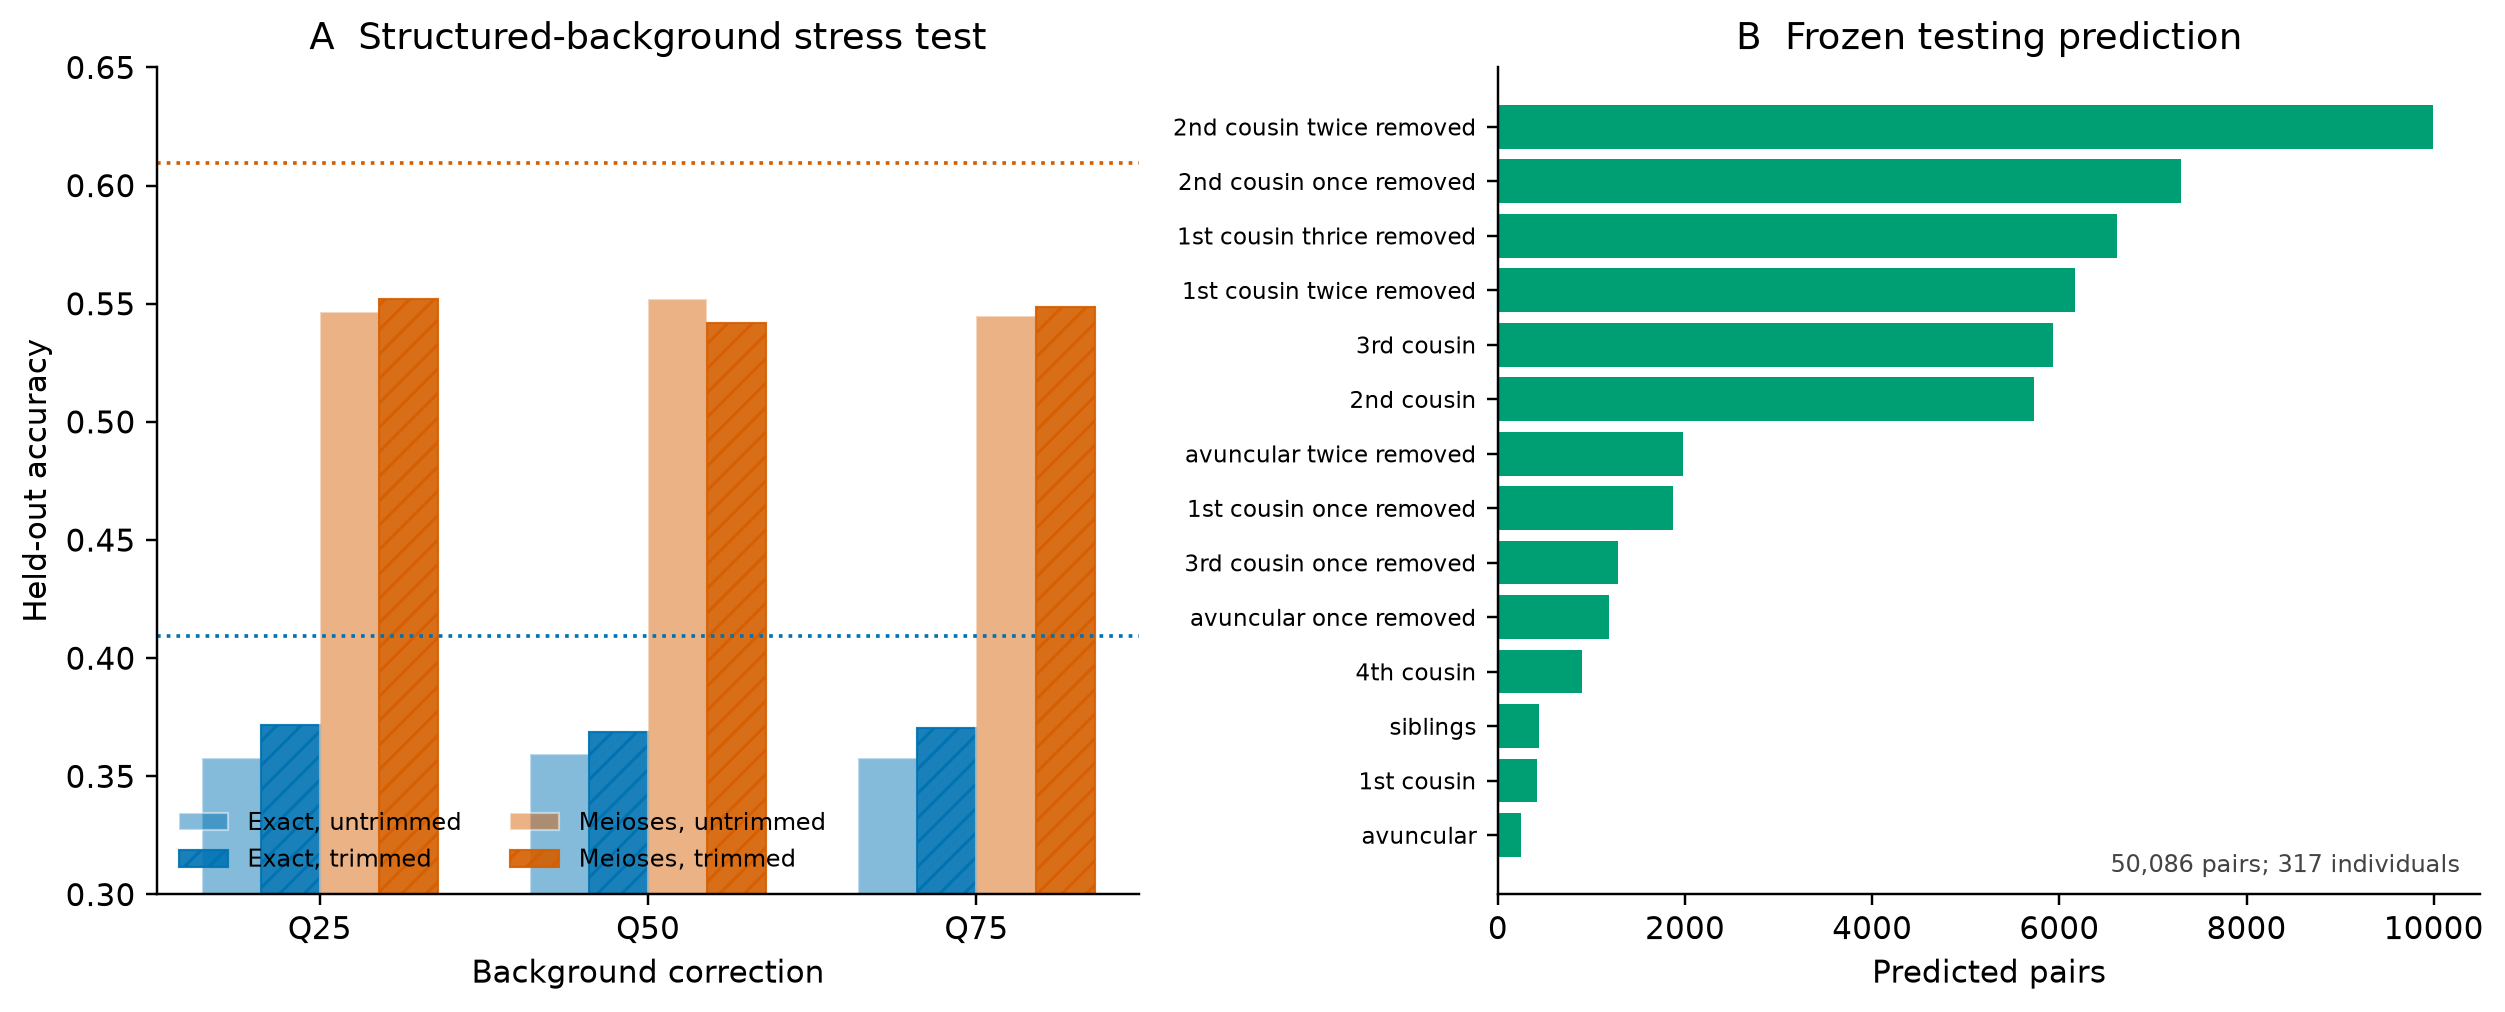 A Structured-background stress test
0.65
0.60
0.55
0.50
0.45
0.40
0.35
0.30
Held-out accuracy
Exact, untrimmed
Exact, trimmed
Meioses, untrimmed
Meioses, trimmed
Q25
Q50
Q75
Background correction
B Frozen testing prediction
2nd cousin twice removed
2nd cousin once removed
1st cousin thrice removed
1st cousin twice removed
3rd cousin
2nd cousin
avuncular twice removed
1st cousin once removed
3rd cousin once removed
avuncular once removed
4th cousin
siblings
1st cousin
avuncular
50,086 pairs; 317 individuals
0
2000
4000
6000
8000
10000
Predicted pairs